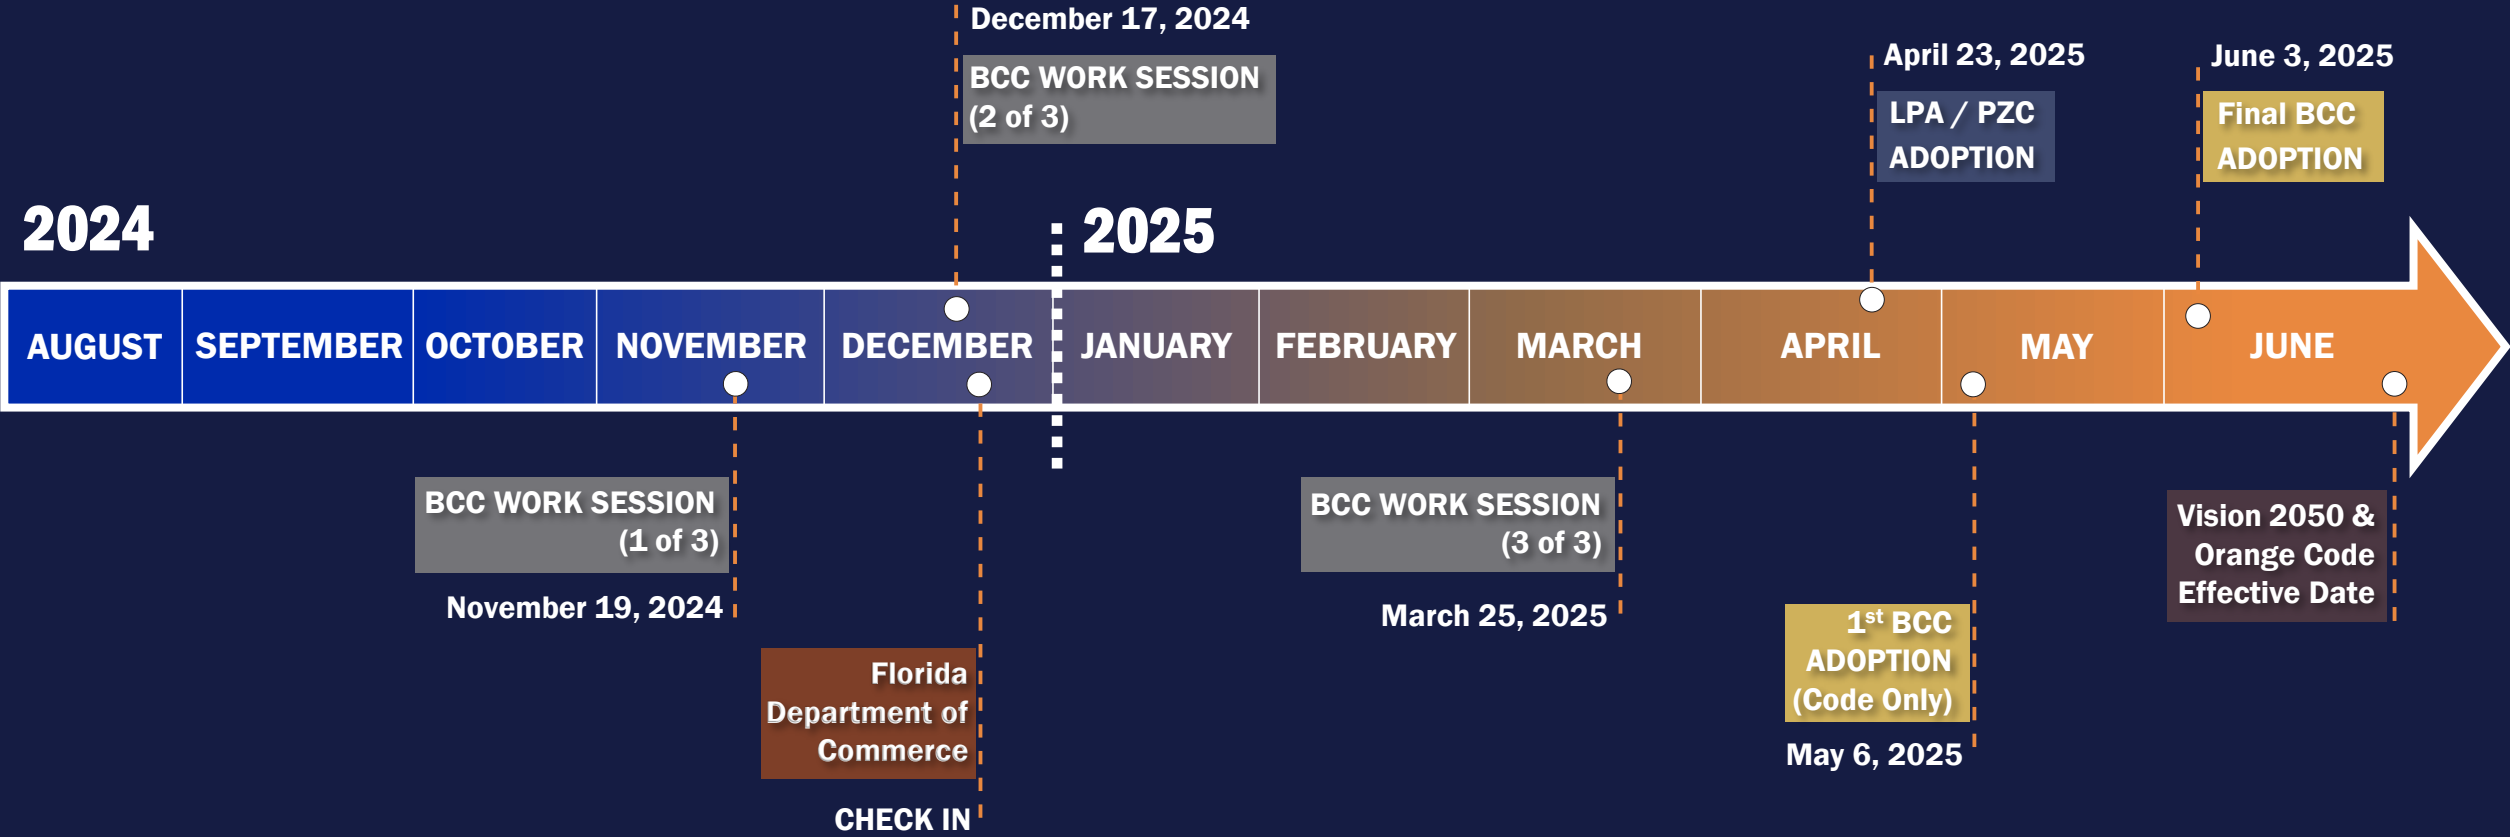 December 17, 2024
BCC WORK SESSION
(2 of 3)
April 23, 2025
LPA / PZC
ADOPTION
June 3, 2025
Final BCC
ADOPTION
2024
2025
AUGUST
SEPTEMBER
OCTOBER
NOVEMBER
DECEMBER
JANUARY
FEBRUARY
MARCH
APRIL
MAY
JUNE
BCC WORK SESSION
(1 of 3)
November 19, 2024
Florida
Department of
Commerce
CHECK IN
BCC WORK SESSION
(3 of 3)
March 25, 2025
1st BCC
ADOPTION
(Code Only)
May 6, 2025
Vision 2050 &
Orange Code
Effective Date